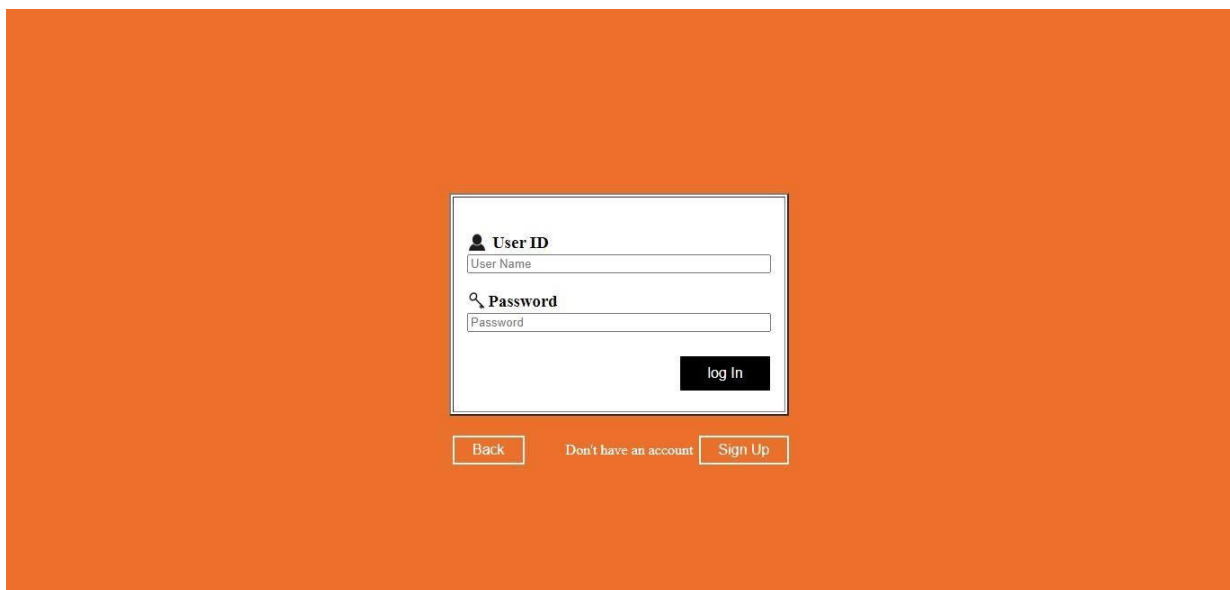 User ID
User Name
Password
Password
log In
Back Don't have an account Sign Up